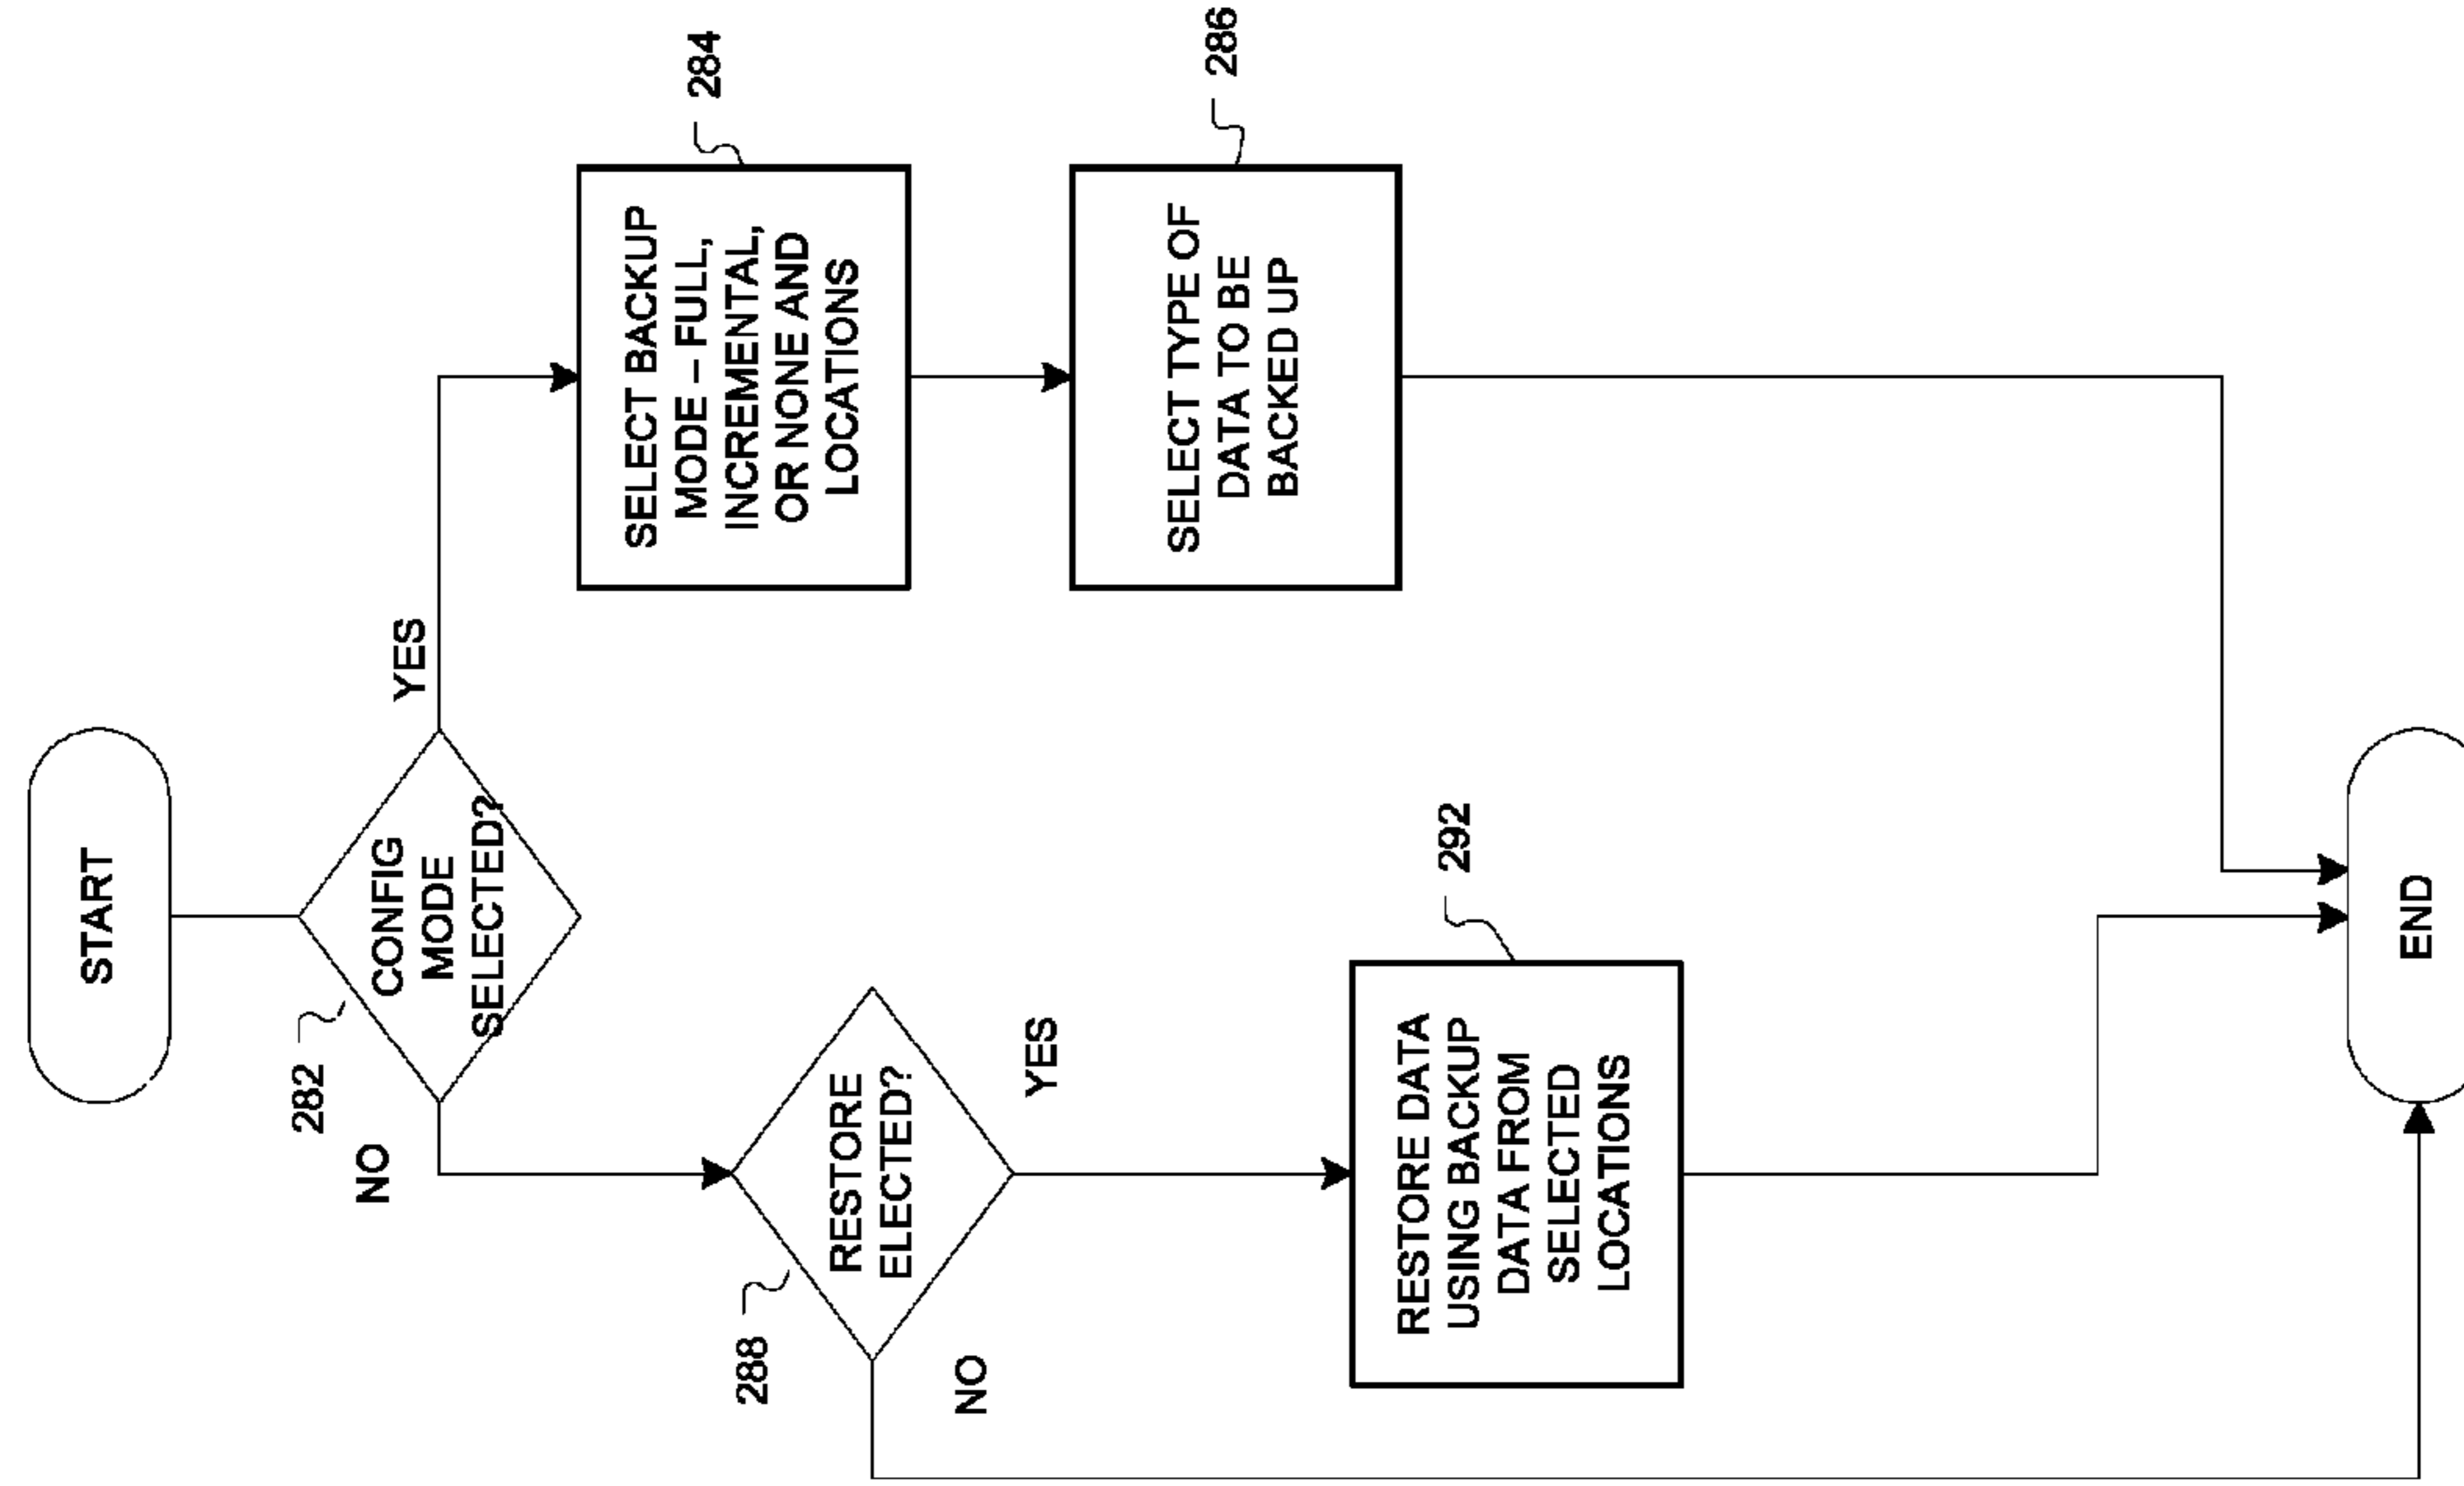 START
282
CONFIG
MODE
SELECTED?
YES
NO
284
SELECT BACKUP
MODE – FULL,
INCREMENTAL,
OR NONE AND
LOCATIONS
286
SELECT TYPE OF
DATA TO BE
BACKED UP
288
RESTORE
ELECTED?
YES
NO
292
RESTORE DATA
USING BACKUP
DATA FROM
SELECTED
LOCATIONS
END